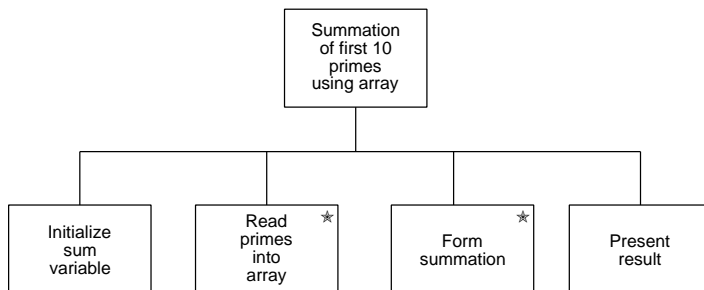 Summation
of first 10
primes
using array
Initialize
sum
variable
Read
primes
into
array
Form
summation
Present
result